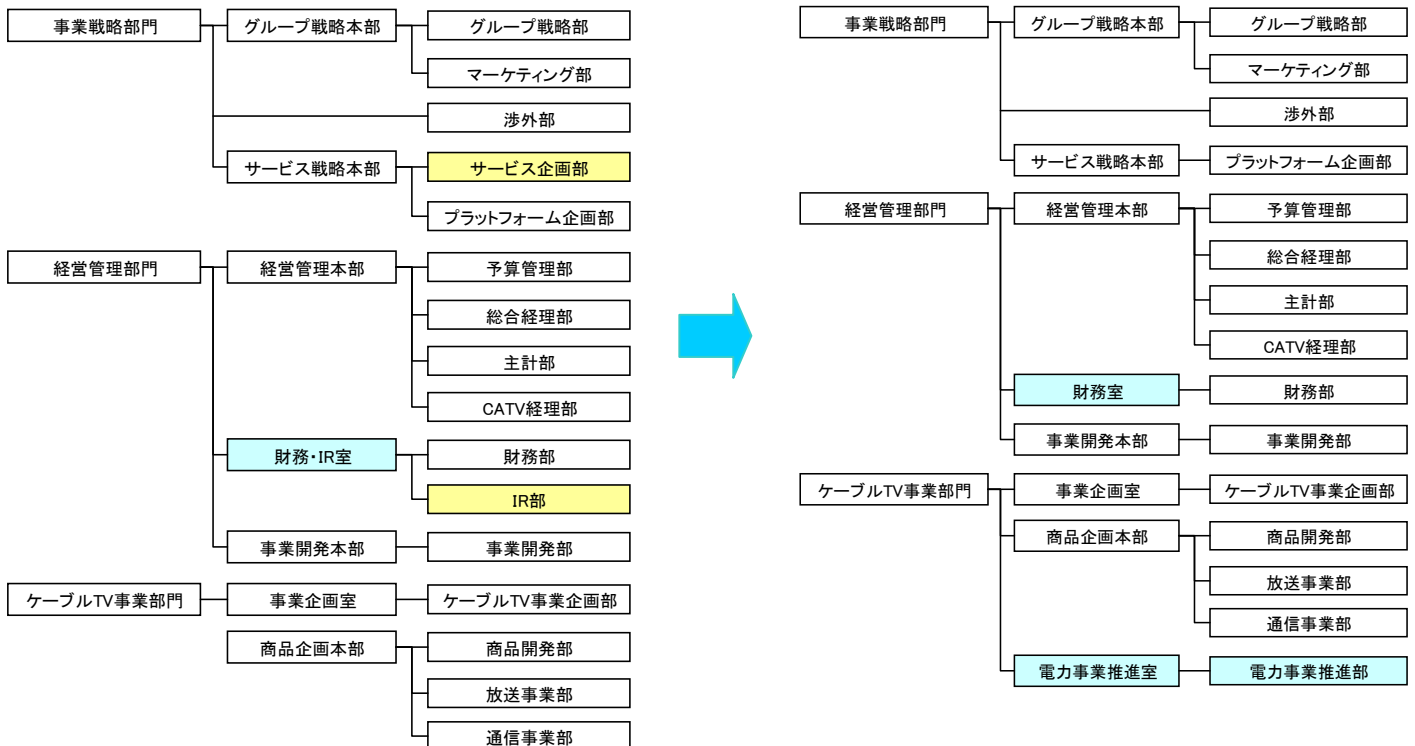 事業戦略部門
グループ戦略本部
グループ戦略部
マーケティング部
渉外部
サービス戦略本部
サービス企画部
プラットフォーム企画部
経営管理部門
経営管理本部
予算管理部
総合経理部
主計部
CATV経理部
財務・IR室
財務部
IR部
事業開発本部
事業開発部
ケーブルTV事業部門
事業企画室
ケーブルTV事業企画部
商品企画本部
商品開発部
放送事業部
通信事業部
事業戦略部門
グループ戦略本部
グループ戦略部
マーケティング部
渉外部
サービス戦略本部
プラットフォーム企画部
経営管理部門
経営管理本部
予算管理部
総合経理部
主計部
CATV経理部
財務室
財務部
事業開発本部
事業開発部
ケーブルTV事業部門
事業企画室
ケーブルTV事業企画部
商品企画本部
商品開発部
放送事業部
通信事業部
電力事業推進室
電力事業推進部